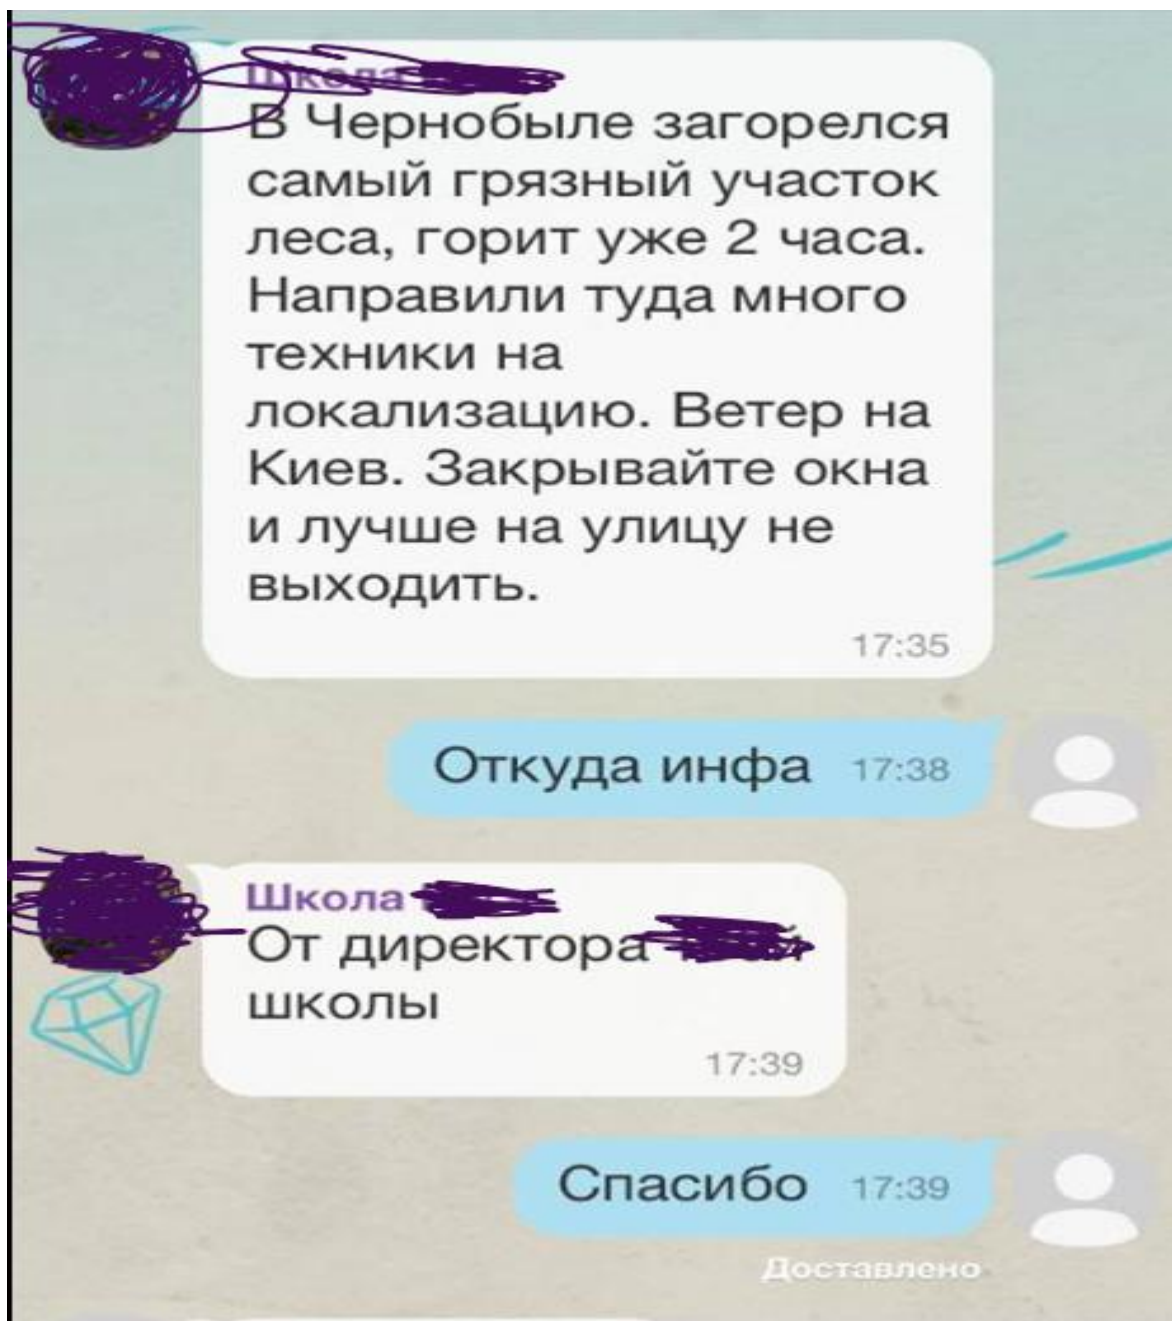 Школа
В Чернобыле загорелся
самый грязный участок
леса, горит уже 2 часа.
Направили туда много
техники на
локализацию. Ветер на
Киев. Закрывайте окна
и лучше на улицу не
выходить.
17:35
Откуда инфа 17:38
Школа
От директора
школы
17:39
Спасибо 17:39
Доставлено